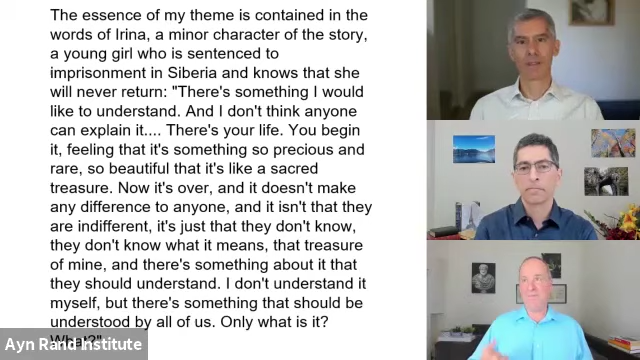 The essence of my theme is contained in the
words of Irina, a minor character of the story,
a young girl who is sentenced to
imprisonment in Siberia and knows that she
will never return: "There's something I would
like to understand. And I don't think anyone
can explain it.... There's your life. You begin
it, feeling that it's something so precious and
rare, so beautiful that it's like a sacred
treasure. Now it's over, and it doesn't make
any difference to anyone, and it isn't that they
are indifferent, it's just that they don't know,
they don't know what it means, that treasure
of mine, and there's something about it that
they should understand. I don't understand it
myself, but there's something that should be
understood by all of us. Only what is it?
What?"
Ayn Rand Institute